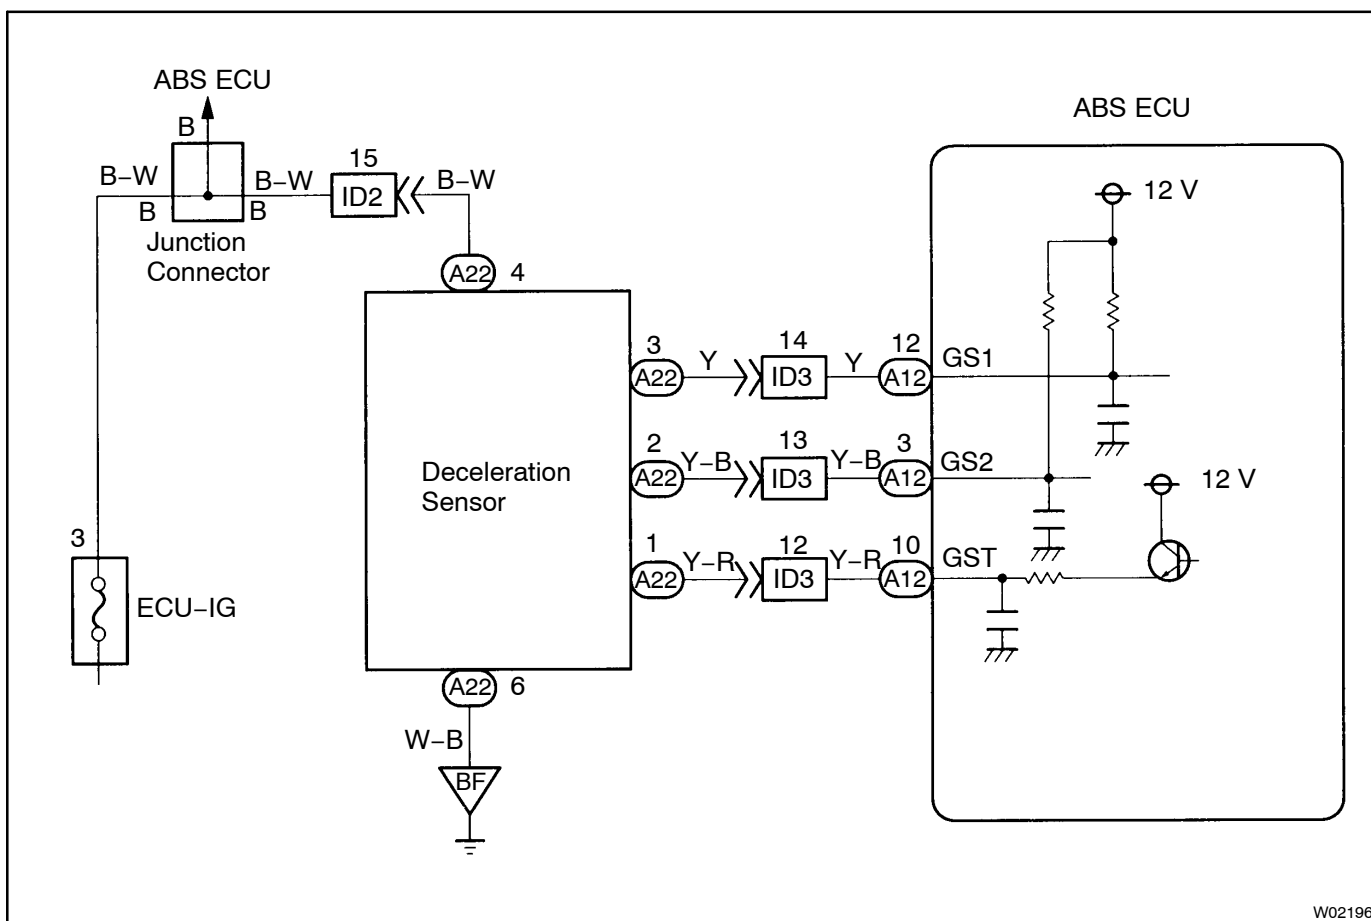 ABS ECU
B
B–W
B
B–W
B
15
ID2
B–W
Junction
Connector
A22 4
ABS ECU
12 V
3
A22
Y
14
ID3
Y
12
A12
GS1
Deceleration
Sensor
2
A22
Y–B
13
ID3
Y–B
3
A12
GS2
12 V
1
A22
Y–R
12
ID3
Y–R
10
A12
GST
3
ECU–IG
A22 6
W–B
BF
W02196